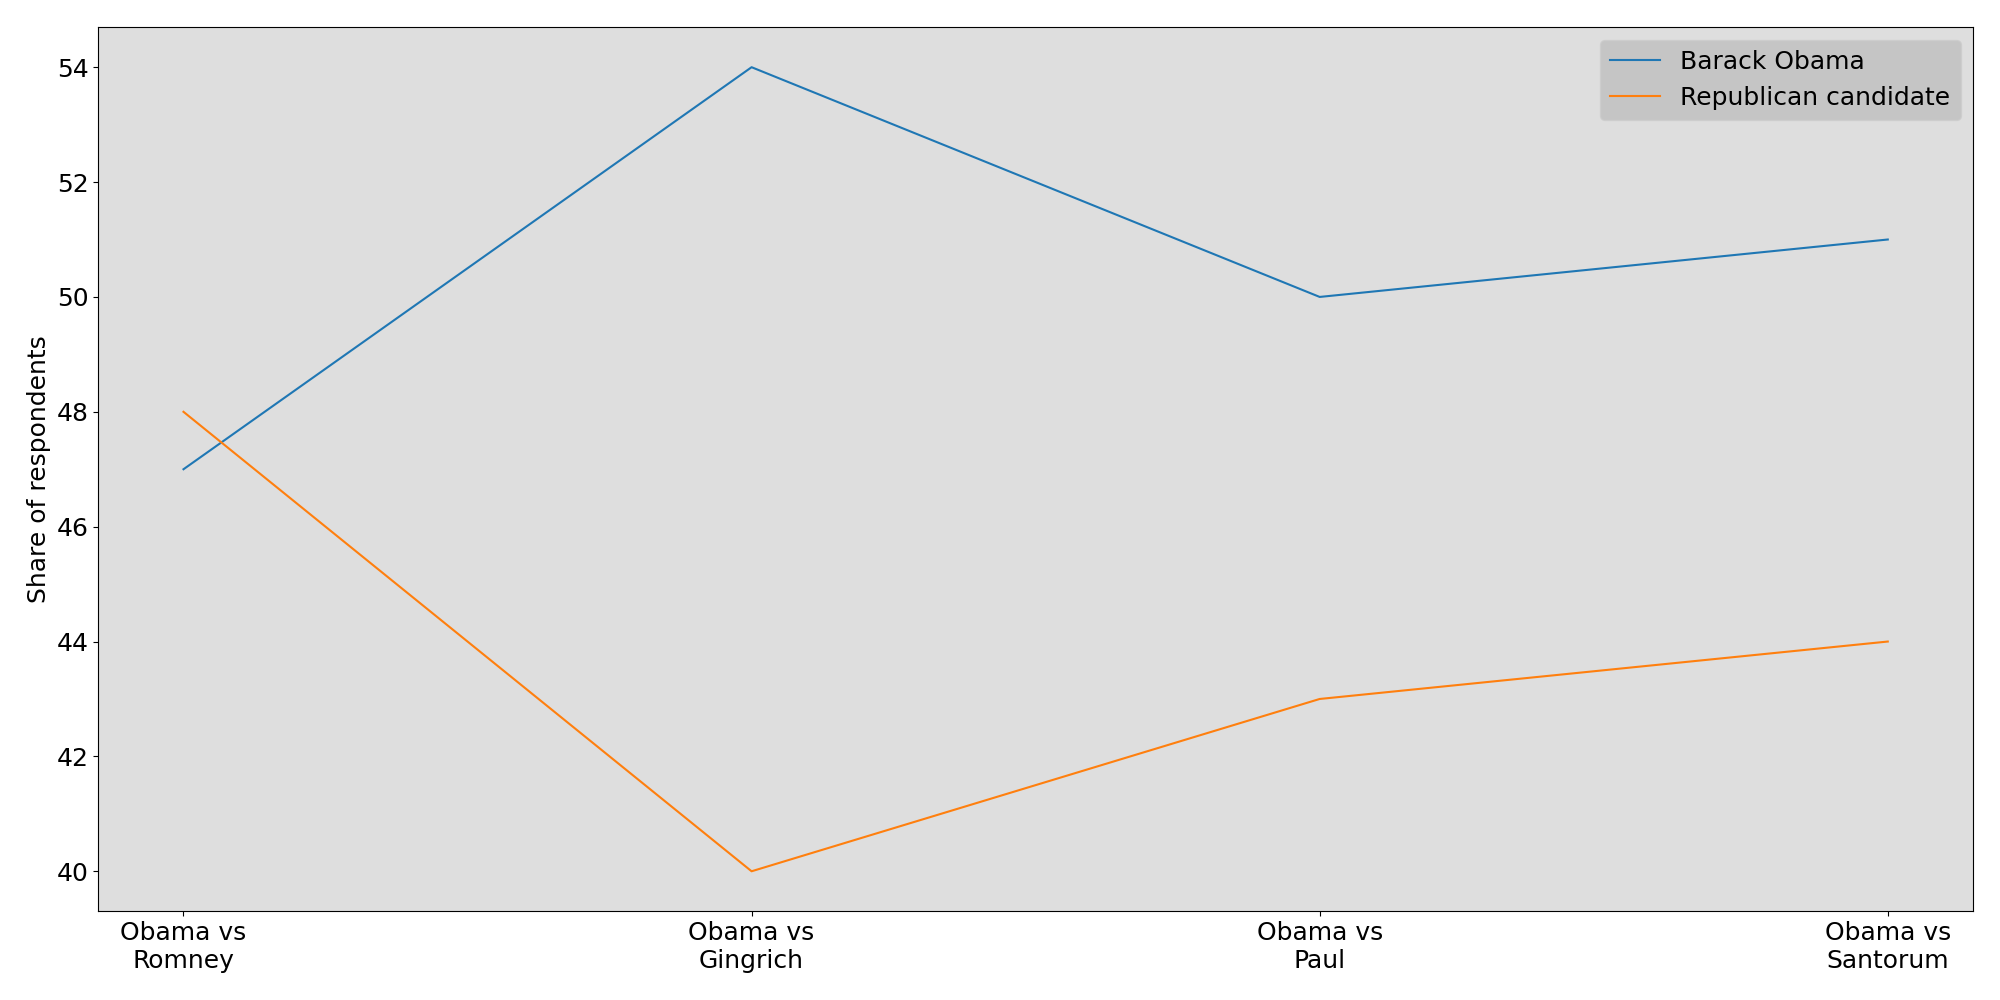 Barack Obama
Republican candidate
Share of respondents
54
52
50
48
46
44
42
40
Obama vs
Romney
Obama vs
Gingrich
Obama vs
Paul
Obama vs
Santorum